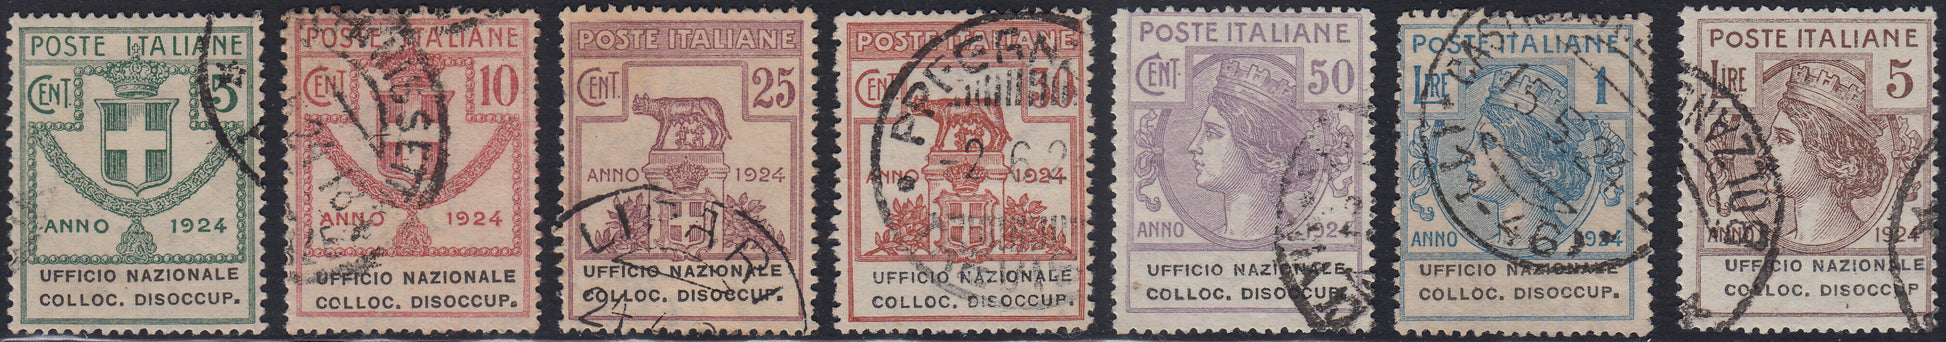 POSTE ITALIANE
CENT. 5
ANNO 1924
UFFICIO NAZIONALE
COLLOC. DISOCCUP.
POSTE ITALIANE
CENT. 10
ANNO 1924
UFFICIO NAZIONALE
COLLOC. DISOCCUP.
POSTE ITALIANE
CENT. 25
ANNO 1924
UFFICIO NAZIONALE
COLLOC. DISOCCUP.
POSTE ITALIANE
CENT. 30
ANNO 1924
UFFICIO NAZIONALE
COLLOC. DISOCCUP.
POSTE ITALIANE
CENT. 50
ANNO 1924
UFFICIO NAZIONALE
COLLOC. DISOCCUP.
POSTE ITALIANE
LIRE 1
ANNO 1924
UFFICIO NAZIONALE
COLLOC. DISOCCUP.
POSTE ITALIANE
LIRE 5
ANNO 1924
UFFICIO NAZIONALE
COLLOC. DISOCCUP.